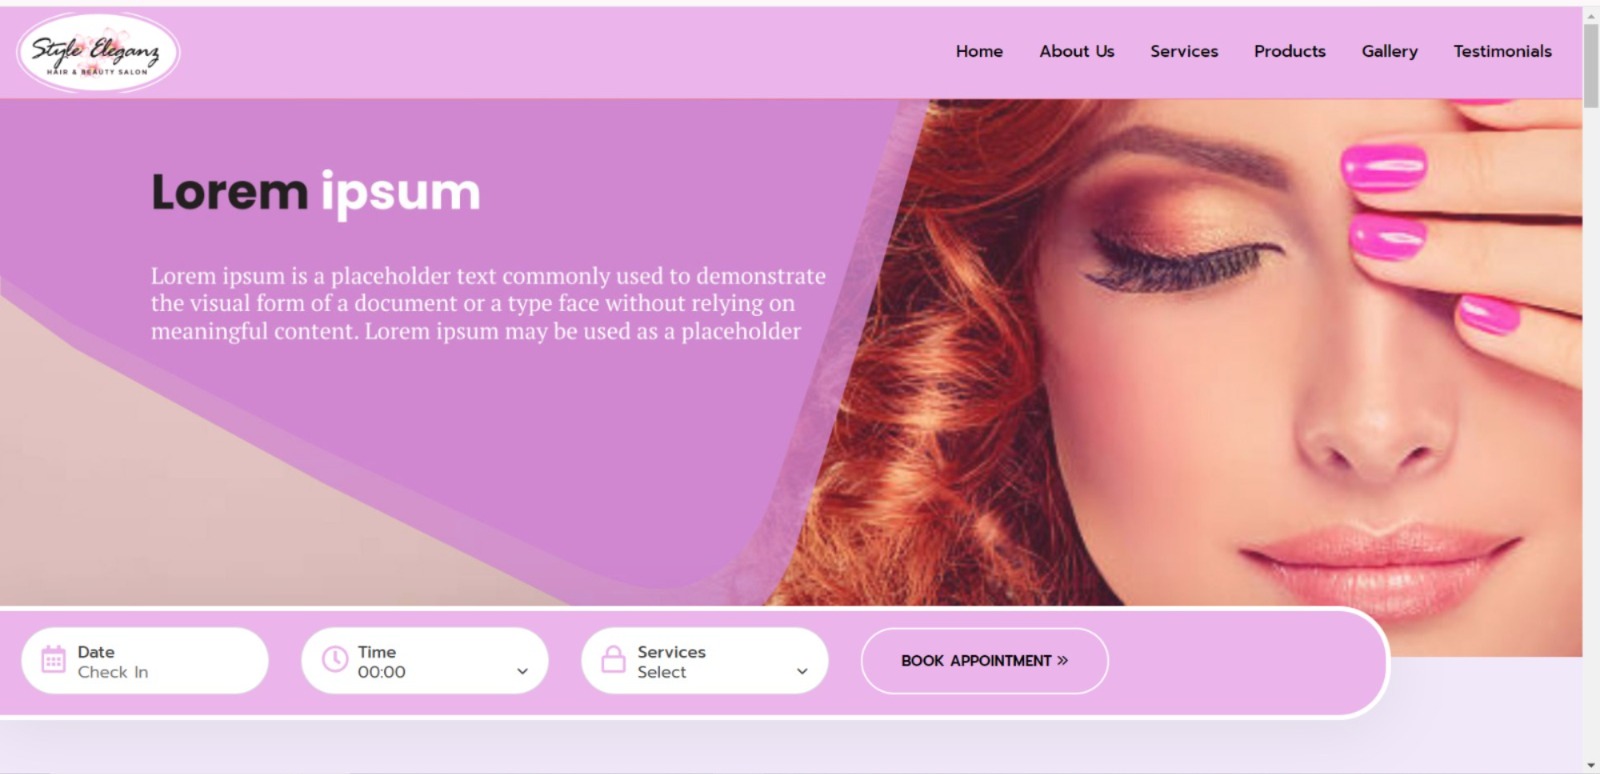 Style Eleganz
HAIR & BEAUTY SALON
Home About Us Services Products Gallery Testimonials
Lorem ipsum
Lorem ipsum is a placeholder text commonly used to demonstrate
the visual form of a document or a type face without relying on
meaningful content. Lorem ipsum may be used as a placeholder
Date
Check In
Time
00:00
Services
Select
BOOK APPOINTMENT »